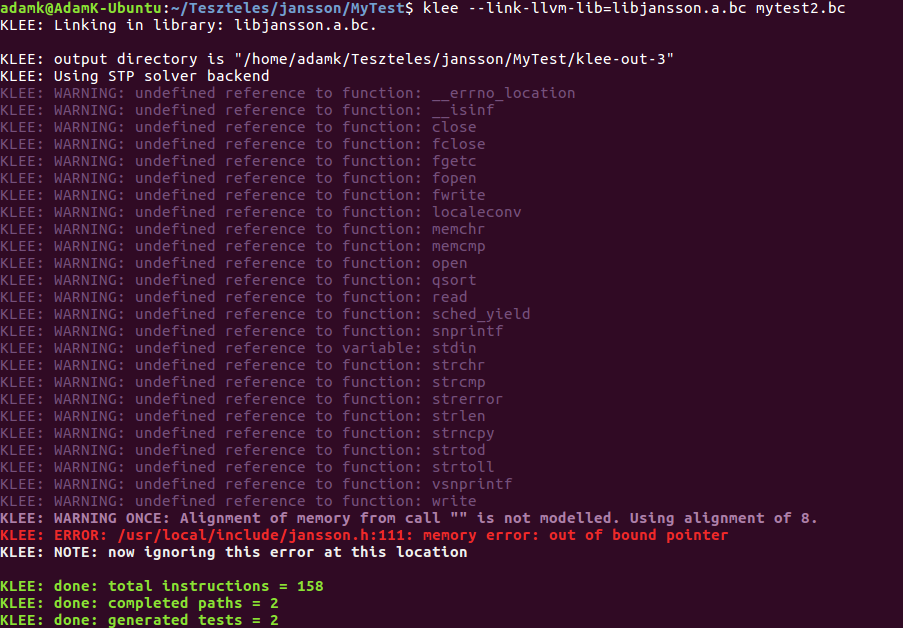 adamk@AdamK-Ubuntu:~/Teszteles/jansson/MyTest$ klee --link-llvm-lib=libjansson.a.bc mytest2.bc
KLEE: Linking in library: libjansson.a.bc.
KLEE: output directory is "/home/adamk/Teszteles/jansson/MyTest/klee-out-3"
KLEE: Using STP solver backend
KLEE: WARNING: undefined reference to function: __errno_location
KLEE: WARNING: undefined reference to function: __isinf
KLEE: WARNING: undefined reference to function: close
KLEE: WARNING: undefined reference to function: fclose
KLEE: WARNING: undefined reference to function: fgetc
KLEE: WARNING: undefined reference to function: fopen
KLEE: WARNING: undefined reference to function: fwrite
KLEE: WARNING: undefined reference to function: localeconv
KLEE: WARNING: undefined reference to function: memchr
KLEE: WARNING: undefined reference to function: memcmp
KLEE: WARNING: undefined reference to function: open
KLEE: WARNING: undefined reference to function: qsort
KLEE: WARNING: undefined reference to function: read
KLEE: WARNING: undefined reference to function: sched_yield
KLEE: WARNING: undefined reference to function: snprintf
KLEE: WARNING: undefined reference to variable: stdin
KLEE: WARNING: undefined reference to function: strchr
KLEE: WARNING: undefined reference to function: strcmp
KLEE: WARNING: undefined reference to function: strerror
KLEE: WARNING: undefined reference to function: strlen
KLEE: WARNING: undefined reference to function: strncpy
KLEE: WARNING: undefined reference to function: strtod
KLEE: WARNING: undefined reference to function: strtoll
KLEE: WARNING: undefined reference to function: vsnprintf
KLEE: WARNING: undefined reference to function: write
KLEE: WARNING ONCE: Alignment of memory from call "" is not modelled. Using alignment of 8.
KLEE: ERROR: /usr/local/include/jansson.h:111: memory error: out of bound pointer
KLEE: NOTE: now ignoring this error at this location
KLEE: done: total instructions = 158
KLEE: done: completed paths = 2
KLEE: done: generated tests = 2